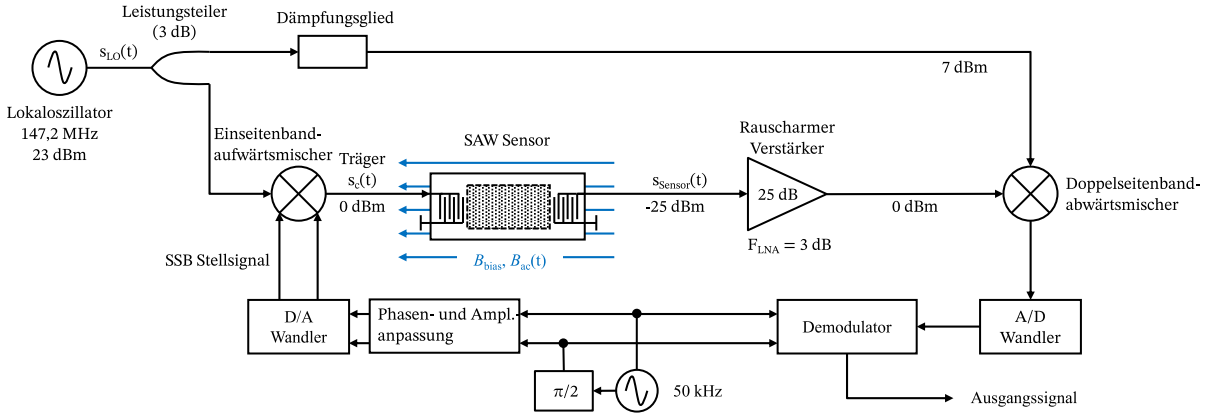 Leistungsteiler
(3 dB)
Dämpfungsglied
s_LO(t)
7 dBm
Lokaloszillator
147,2 MHz
23 dBm
Einseitenband-
aufwärtsmischer
Träger
s_c(t)
0 dBm
SAW Sensor
s_Sensor(t)
-25 dBm
Rauscharmer
Verstärker
25 dB
F_LNA = 3 dB
0 dBm
Doppelseitenband-
abwärtsmischer
B_bias, B_ac(t)
SSB Stellsignal
D/A
Wandler
Phasen- und Ampl.-
anpassung
π/2
50 kHz
Demodulator
A/D
Wandler
Ausgangssignal